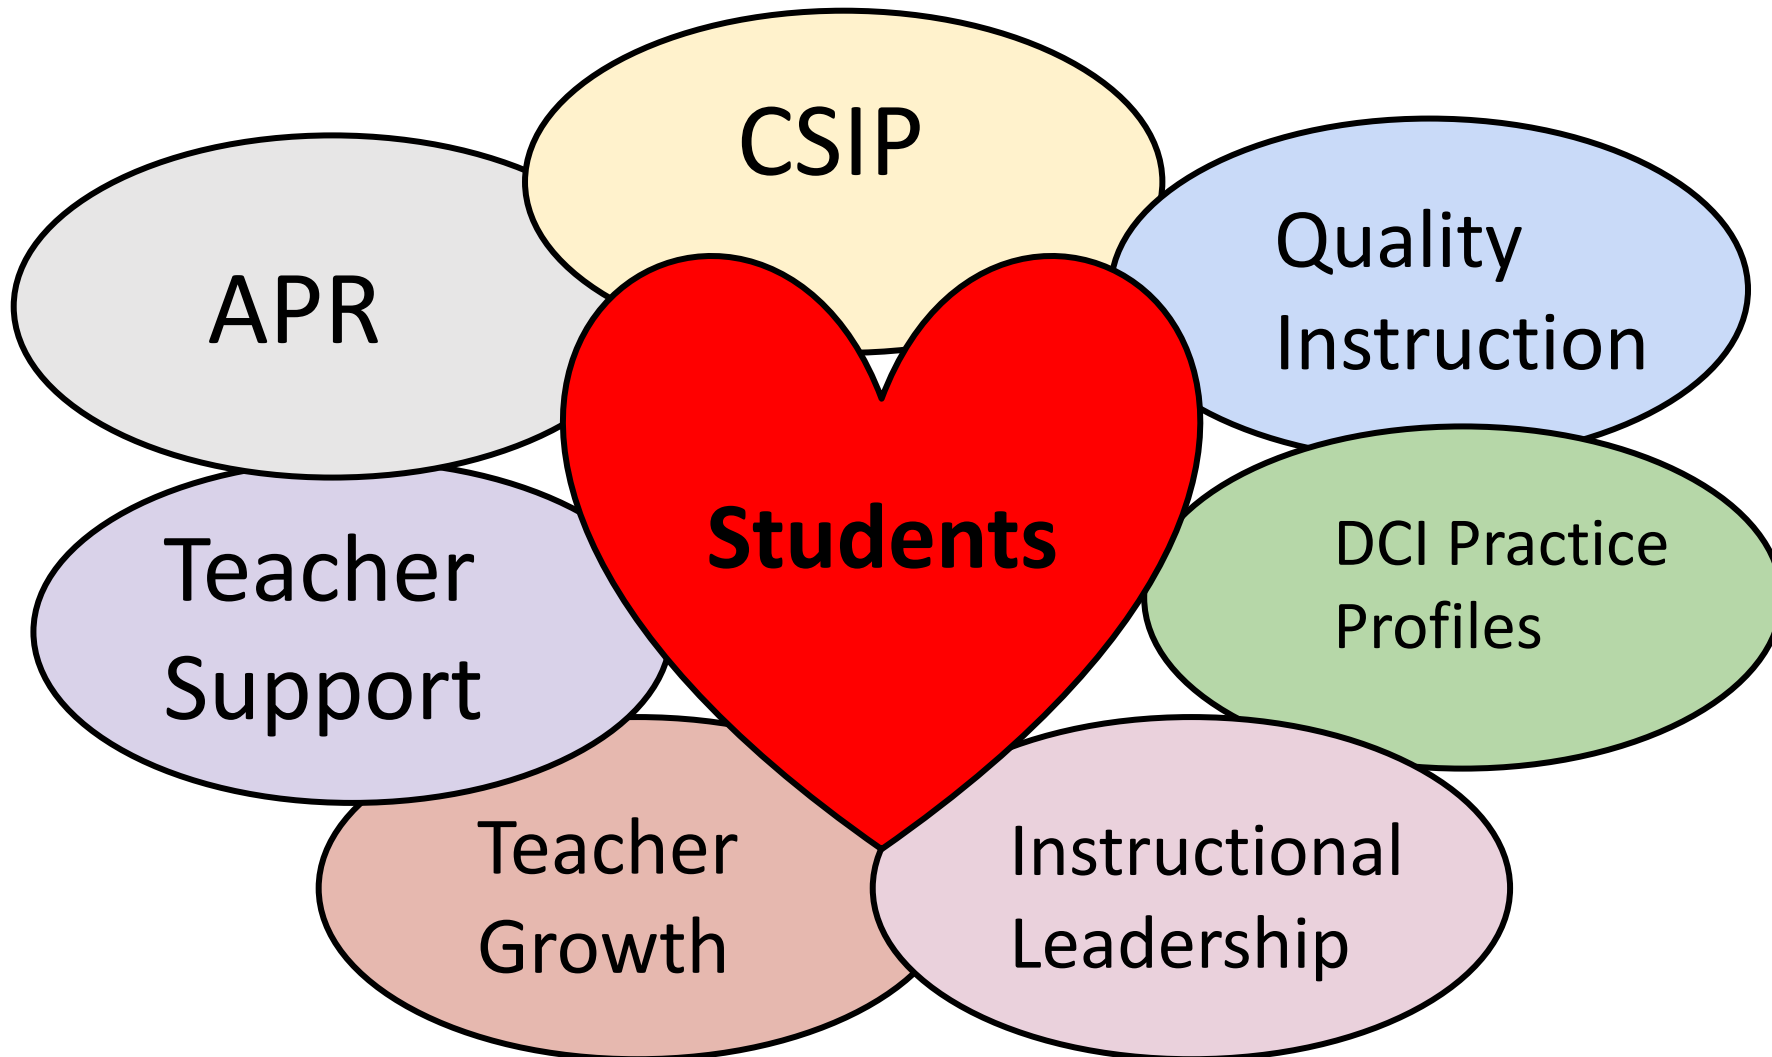 CSIP
APR
Quality
Instruction
Students
Teacher
Support
DCI Practice
Profiles
Teacher
Growth
Instructional
Leadership